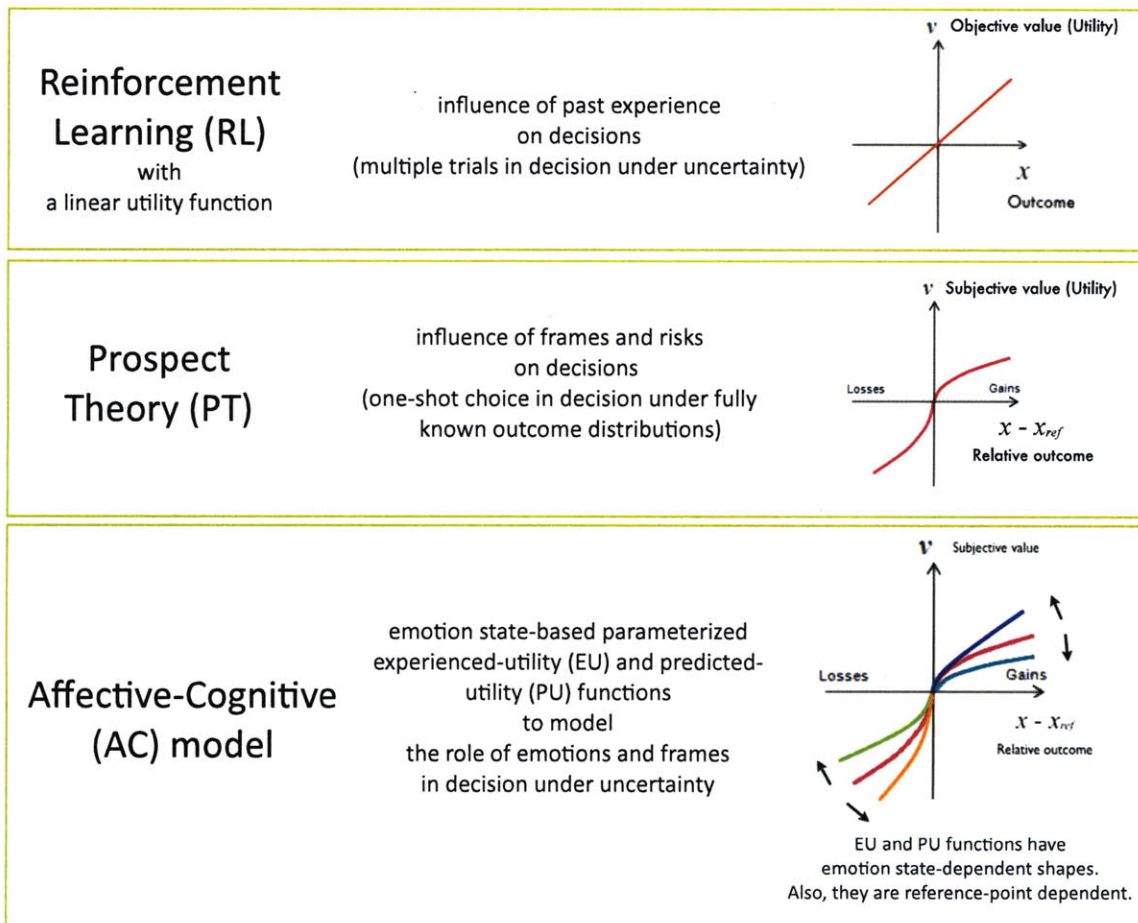 Reinforcement
Learning (RL)
with
a linear utility function
influence of past experience
on decisions
(multiple trials in decision under uncertainty)
v Objective value (Utility)
x
Outcome
Prospect
Theory (PT)
influence of frames and risks
on decisions
(one-shot choice in decision under fully
known outcome distributions)
v Subjective value (Utility)
Losses Gains
x - xref
Relative outcome
Affective-Cognitive
(AC) model
emotion state-based parameterized
experienced-utility (EU) and predicted-
utility (PU) functions
to model
the role of emotions and frames
in decision under uncertainty
v Subjective value
Losses Gains
x - xref
Relative outcome
EU and PU functions have
emotion state-dependent shapes.
Also, they are reference-point dependent.